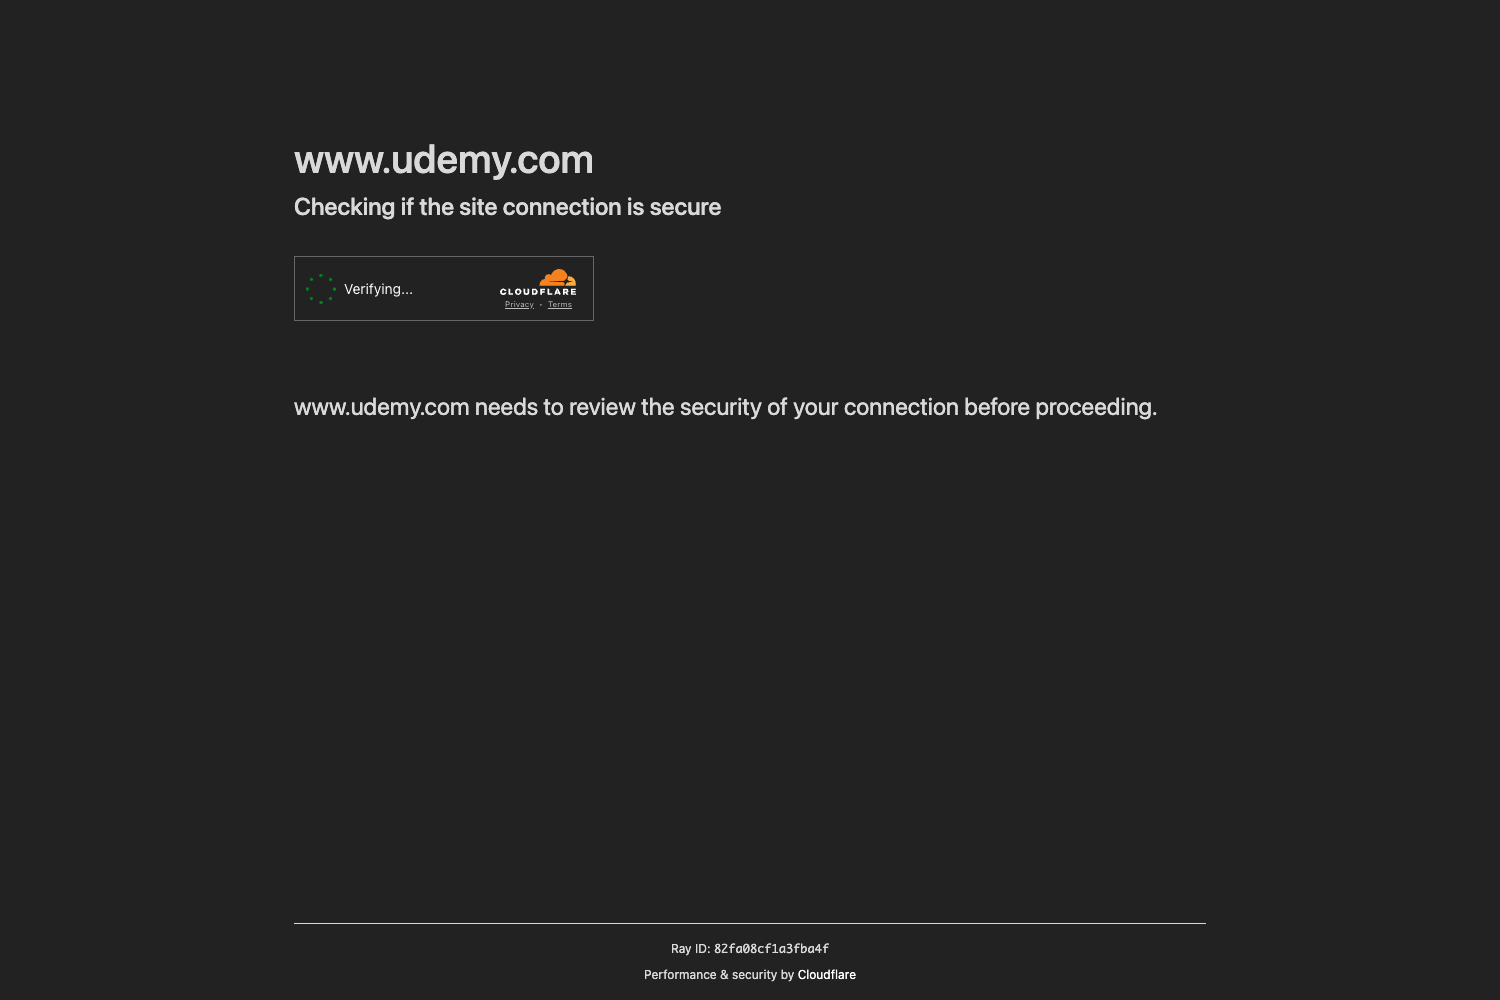 www.udemy.com
Checking if the site connection is secure
Verifying...
CLOUDFLARE
Privacy • Terms
www.udemy.com needs to review the security of your connection before proceeding.
Ray ID: 82fa08cf1a3fba4f
Performance & security by Cloudflare